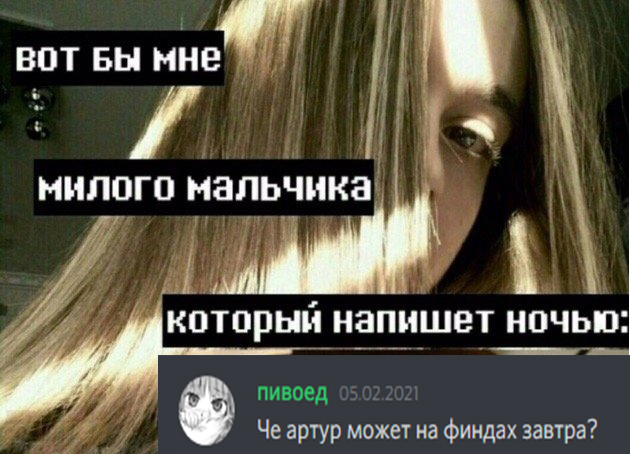 вот бы мне
милого мальчика
который напишет ночью:
пивоед 05.02.2021
Че артур может на финдах завтра?